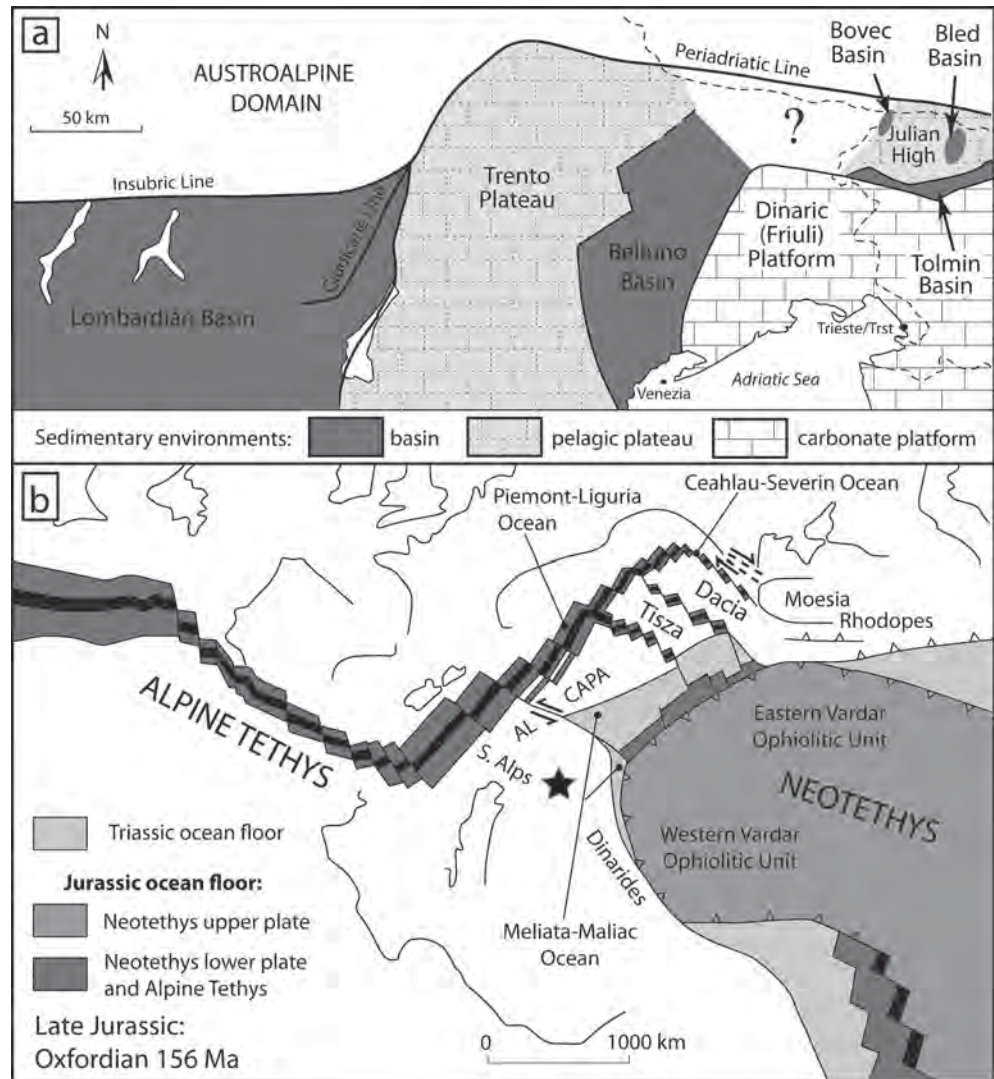 a
N
50 km
AUSTROALPINE
DOMAIN
Periadriatic Line
Bovec
Basin
Bled
Basin
Insubric Line
Giudicarie Line
Trento
Plateau
?
Julian
High
Lombardian Basin
Belluno
Basin
Dinaric
(Friuli)
Platform
Tolmin
Basin
Trieste/Trst
Venezia
Adriatic Sea
Sedimentary environments: basin pelagic plateau carbonate platform
b
Piemont-Liguria
Ocean
Ceahlau-Severin Ocean
Moesia
Rhodopes
Dacia
Tisza
ALPINE TETHYS
CAPA
AL
S. Alps
Eastern Vardar
Ophiolitic Unit
NEOTETHYS
Western Vardar
Ophiolitic Unit
Dinarides
Meliata-Maliac
Ocean
Triassic ocean floor
Jurassic ocean floor:
Neotethys upper plate
Neotethys lower plate
and Alpine Tethys
Late Jurassic:
Oxfordian 156 Ma
0 1000 km